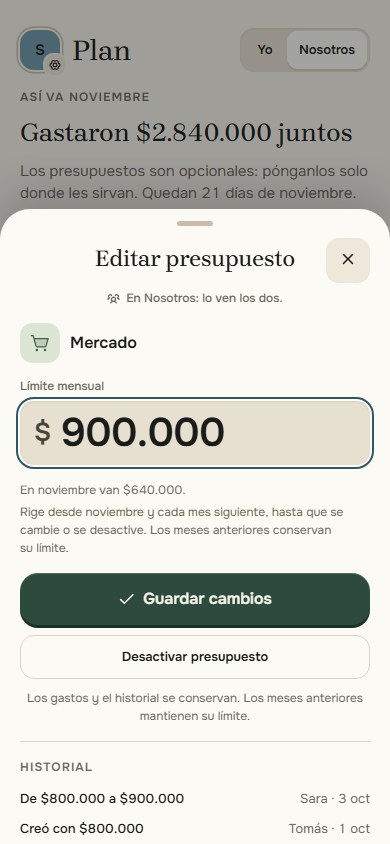 S
Plan
Yo
Nosotros
ASÍ VA NOVIEMBRE
Gastaron $2.840.000 juntos
Los presupuestos son opcionales: pónganlos solo
donde les sirvan. Quedan 21 días de noviembre.
Editar presupuesto
En Nosotros: lo ven los dos.
Mercado
Límite mensual
$ 900.000
En noviembre van $640.000.
Rige desde noviembre y cada mes siguiente, hasta que se
cambie o se desactive. Los meses anteriores conservan
su límite.
Guardar cambios
Desactivar presupuesto
Los gastos y el historial se conservan. Los meses anteriores
mantienen su límite.
HISTORIAL
De $800.000 a $900.000
Sara · 3 oct
Creó con $800.000
Tomás · 1 oct